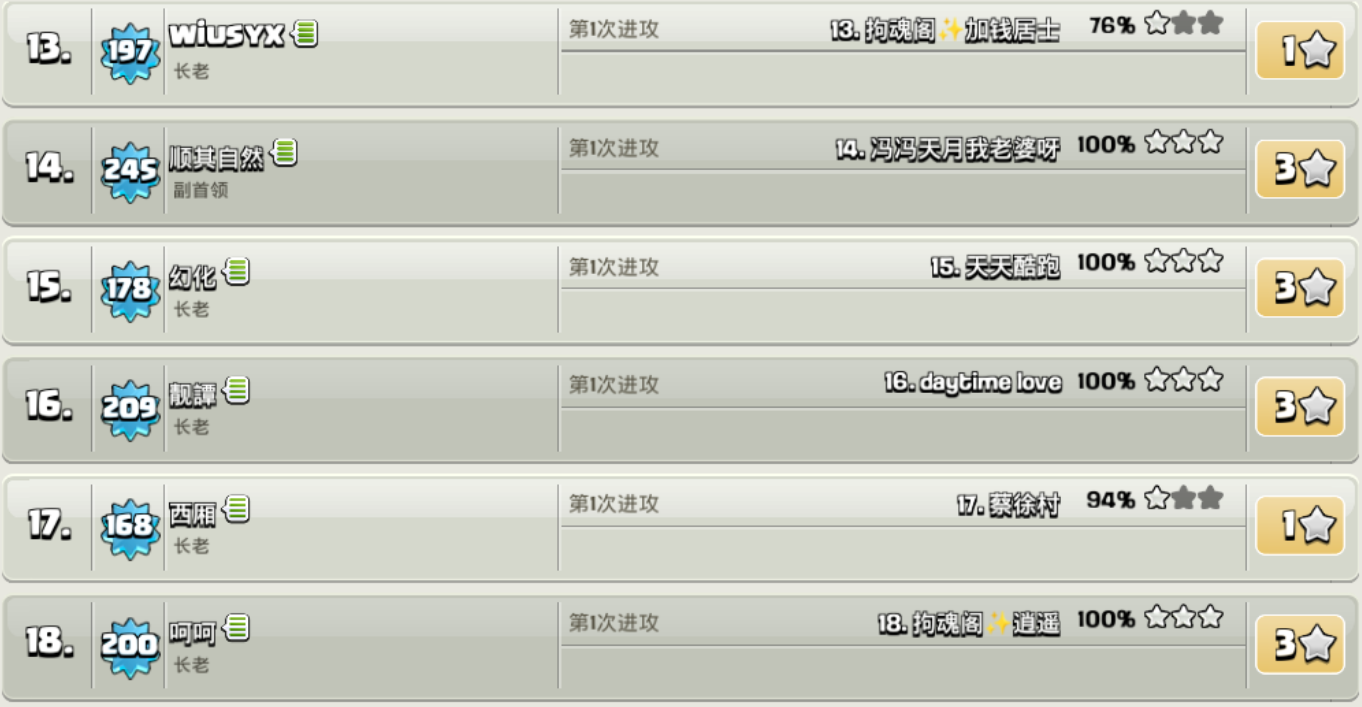 13. 197 WiUSYX 第1次进攻 13. 拘魂阁✨加钱居士 76% 1
长老
14. 245 顺其自然 第1次进攻 14. 冯冯天月我老婆呀 100% 3
副首领
15. 178 幻化 第1次进攻 15. 天天酷跑 100% 3
长老
16. 209 靓譚 第1次进攻 16. daytime love 100% 3
长老
17. 168 西厢 第1次进攻 17. 蔡徐村 94% 1
长老
18. 200 呵呵 第1次进攻 18. 拘魂阁✨逍遥 100% 3
长老